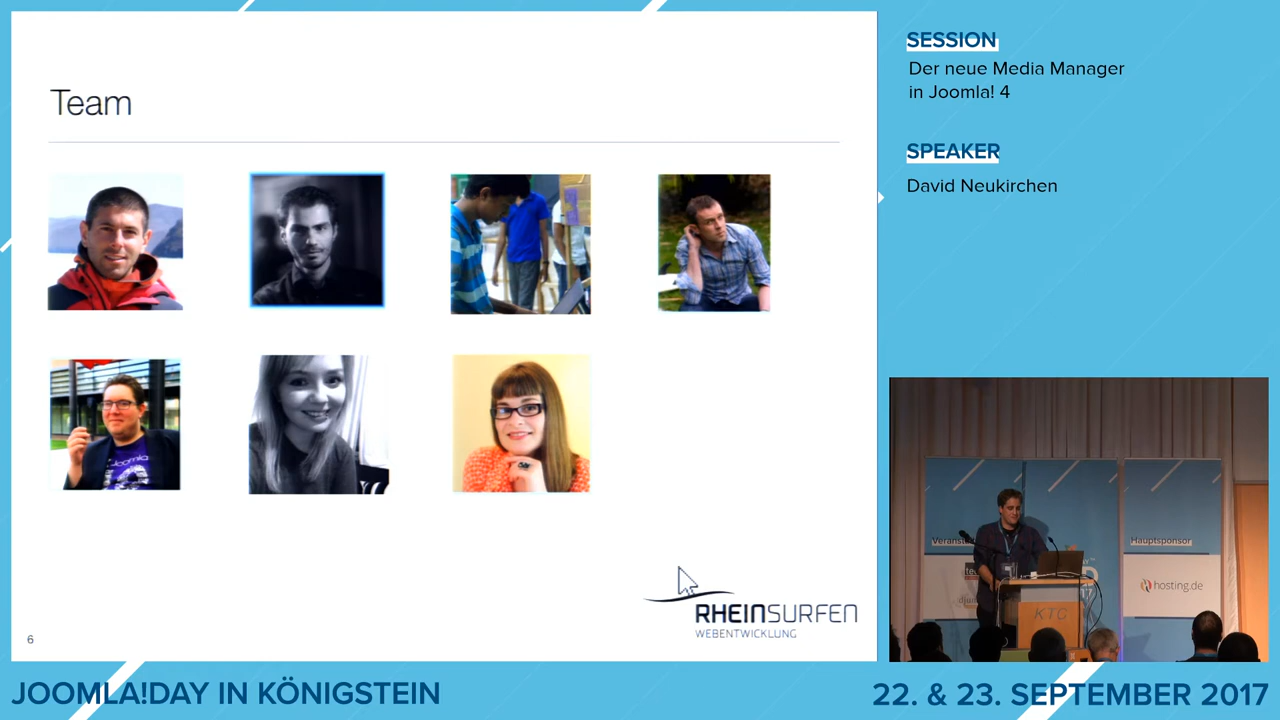 Team
RHEINSURFEN
WEBENTWICKLUNG
6
SESSION
Der neue Media Manager
in Joomla! 4
SPEAKER
David Neukirchen
Hauptsponsor
hosting.de
KTC
Joomla
JOOMLA!DAY IN KÖNIGSTEIN
22. & 23. SEPTEMBER 2017